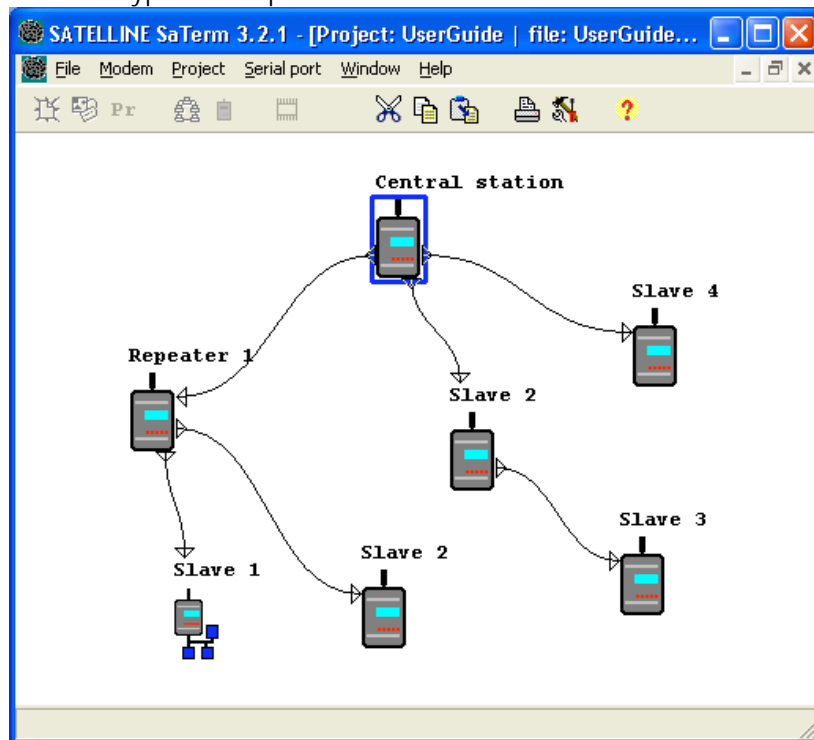 SATELLINE SaTerm 3.2.1 - [Project: UserGuide | file: UserGuide...
File Modem Project Serial port Window Help
Pr ?
Central station
Slave 4
Repeater 1
Slave 2
Slave 3
Slave 2
Slave 1